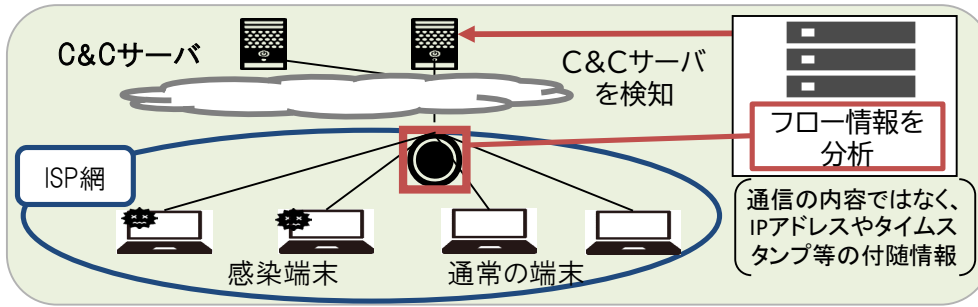 C&Cサーバ
C&Cサーバ
を検知
フロー情報を
分析
ISP網
通信の内容ではなく、
IPアドレスやタイムス
タンプ等の付随情報
感染端末
通常の端末